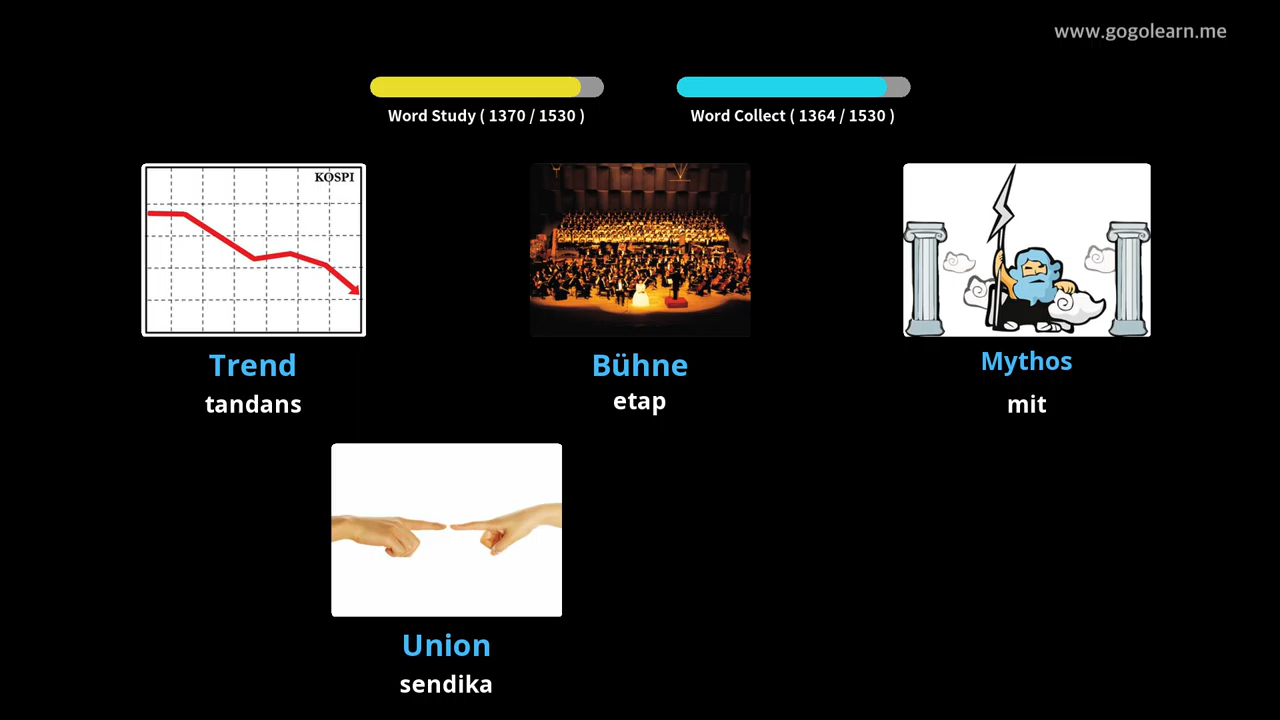 www.gogolearn.me
Word Study ( 1370 / 1530 )
Word Collect ( 1364 / 1530 )
KOSPI
Trend
tandans
Bühne
etap
Mythos
mit
Union
sendika